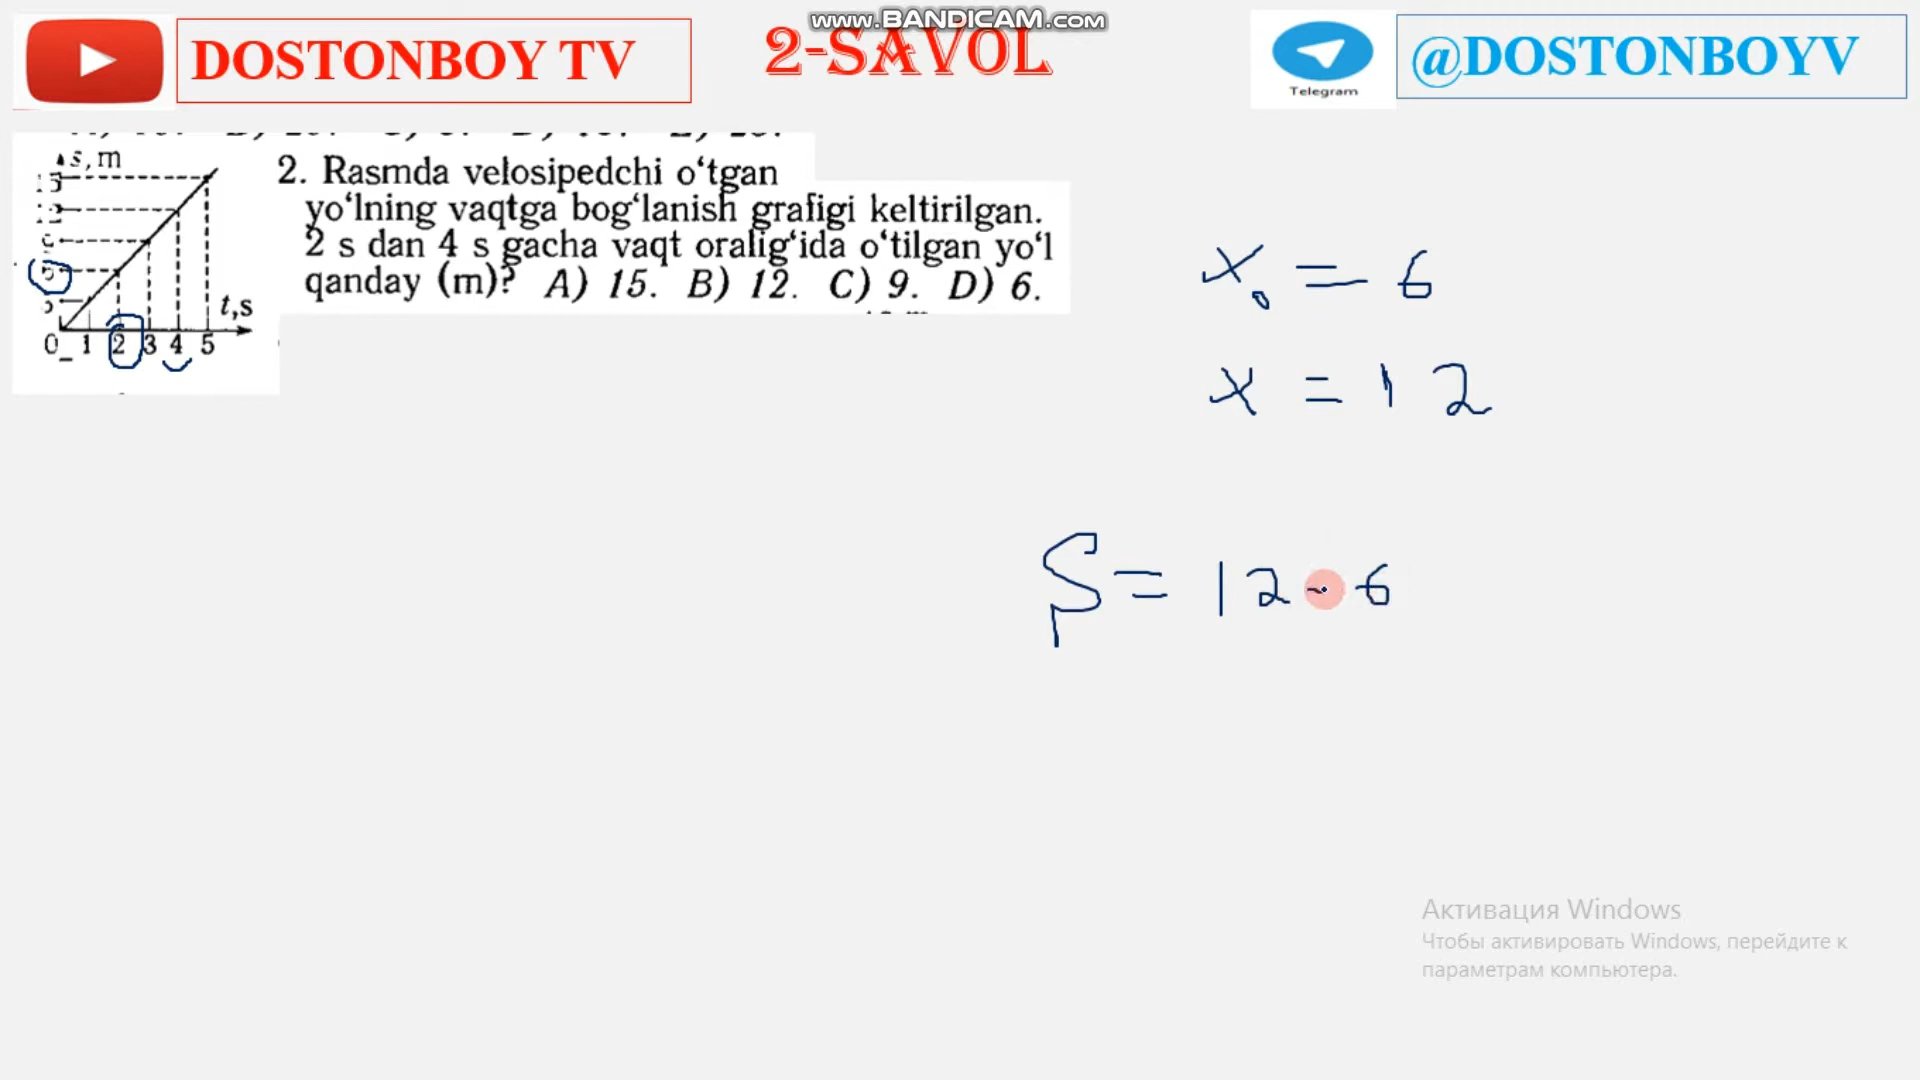 www.BANDICAM.com
DOSTONBOY TV
2-SAVOL
Telegram
@DOSTONBOYV
s, m
15
t,s
0 1 2 3 4 5
2. Rasmda velosipedchi o‘tgan
yo‘lning vaqtga bog‘lanish grafigi keltirilgan.
2 s dan 4 s gacha vaqt oralig‘ida o‘tilgan yo‘l
qanday (m)? A) 15. B) 12. C) 9. D) 6.
x₀ = 6
x = 12
S = 12-6
Активация Windows
Чтобы активировать Windows, перейдите к
параметрам компьютера.